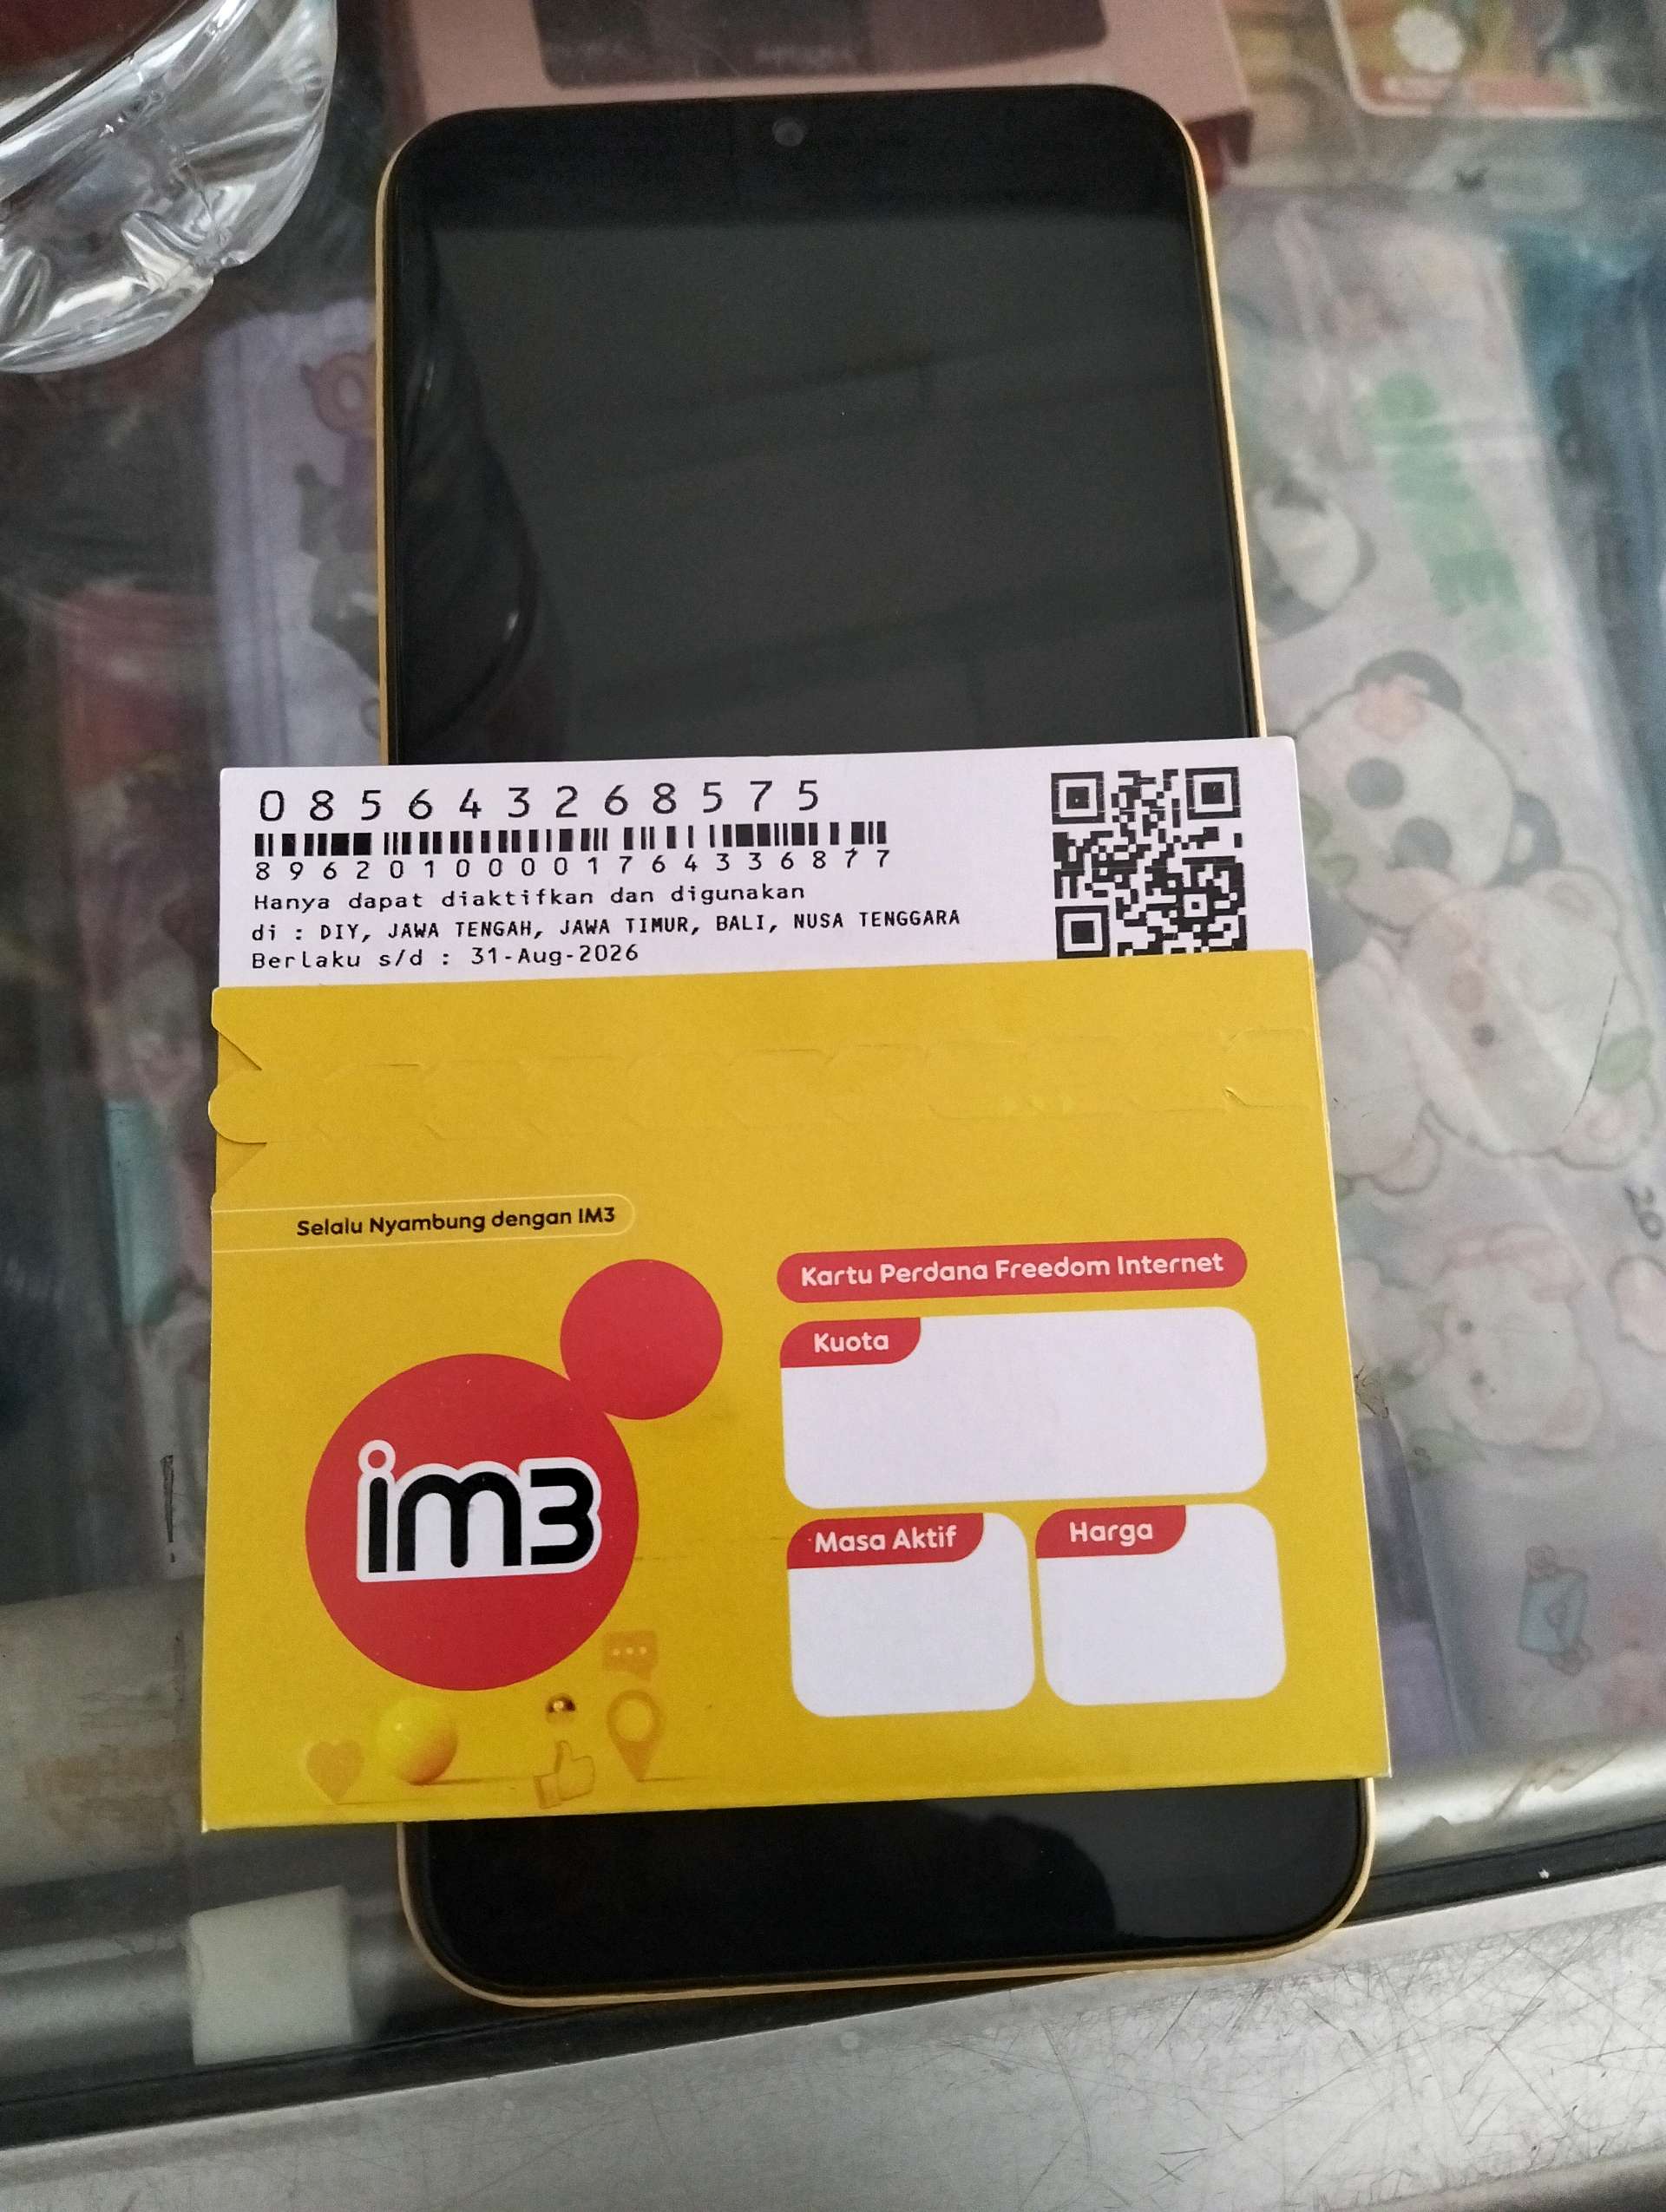 085643268575
8962010000176433687​7
Hanya dapat diaktifkan dan digunakan
di : DIY, JAWA TENGAH, JAWA TIMUR, BALI, NUSA TENGGARA
Berlaku s/d : 31-Aug-2026
Selalu Nyambung dengan IM3
im3
Kartu Perdana Freedom Internet
Kuota
Masa Aktif
Harga
20